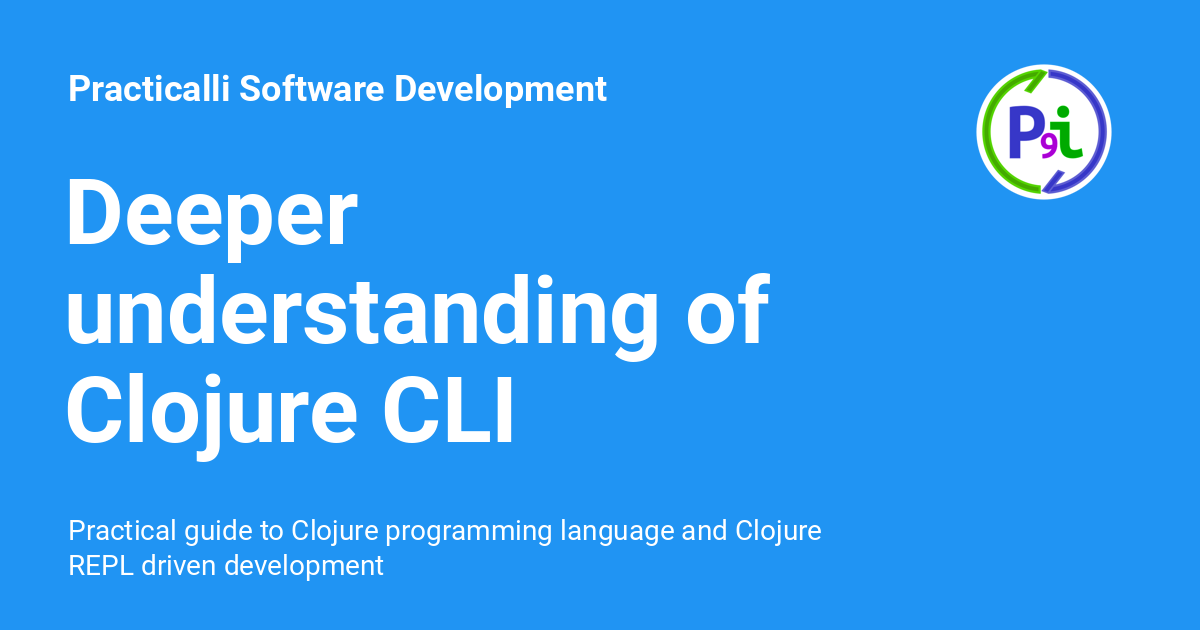 Practicalli Software Development
P9i
Deeper
understanding of
Clojure CLI
Practical guide to Clojure programming language and Clojure
REPL driven development